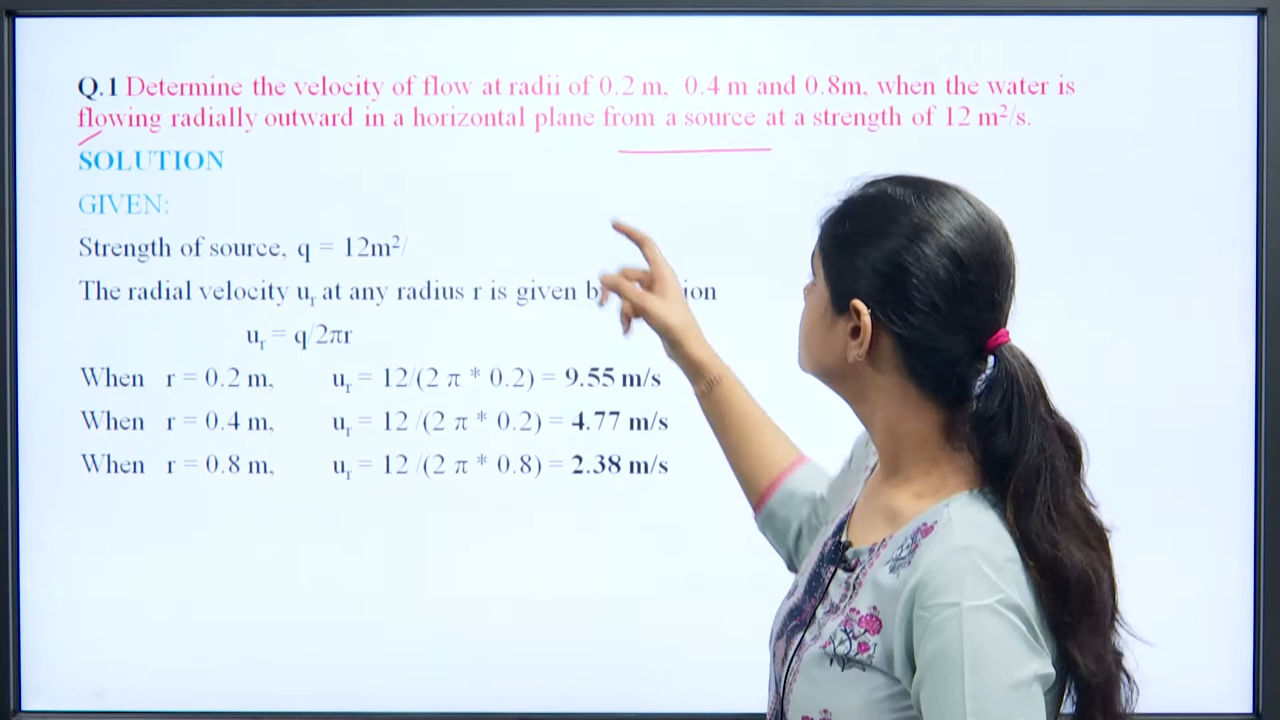 Q.1 Determine the velocity of flow at radii of 0.2 m, 0.4 m and 0.8m, when the water is
flowing radially outward in a horizontal plane from a source at a strength of 12 m²/s.
SOLUTION
GIVEN:
Strength of source, q = 12m²/
The radial velocity uᵣ at any radius r is given
uᵣ = q/2πr
When r = 0.2 m, uᵣ = 12/(2 π * 0.2) = 9.55 m/s
When r = 0.4 m, uᵣ = 12 /(2 π * 0.2) = 4.77 m/s
When r = 0.8 m, uᵣ = 12 /(2 π * 0.8) = 2.38 m/s